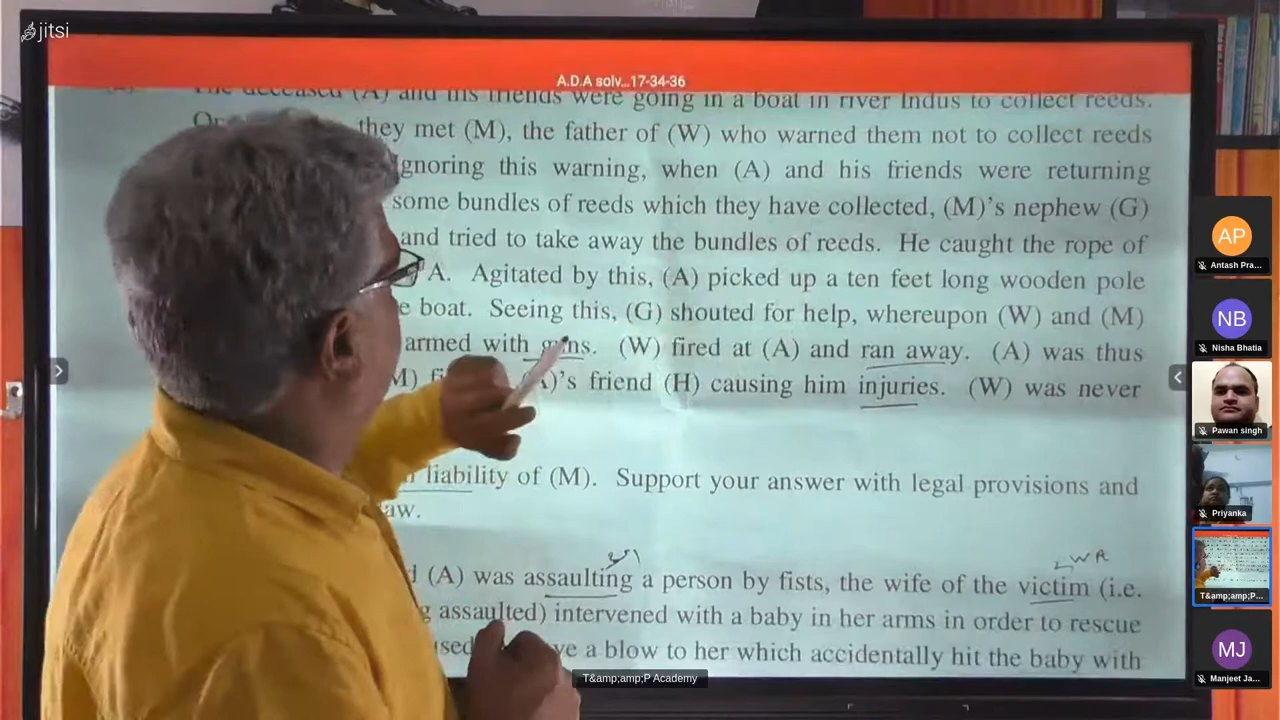 jitsi
A.D.A solv...17-34-36
The deceased (A) and his friends were going in a boat in river Indus to collect reeds.
they met (M), the father of (W) who warned them not to collect reeds
gnoring this warning, when (A) and his friends were returning
some bundles of reeds which they have collected, (M)'s nephew (G)
and tried to take away the bundles of reeds. He caught the rope of
A. Agitated by this, (A) picked up a ten feet long wooden pole
e boat. Seeing this, (G) shouted for help, whereupon (W) and (M)
armed with guns. (W) fired at (A) and ran away. (A) was thus
)'s friend (H) causing him injuries. (W) was never
liability of (M). Support your answer with legal provisions and
aw.
WA
(A) was assaulting a person by fists, the wife of the victim (i.e.
g assaulted) intervened with a baby in her arms in order to rescue
ve a blow to her which accidentally hit the baby with
T&amp;amp;P Academy
AP
Antash Pra...
NB
Nisha Bhatia
Pawan singh
Priyanka
T&amp;amp;P...
MJ
Manjeet Ja...